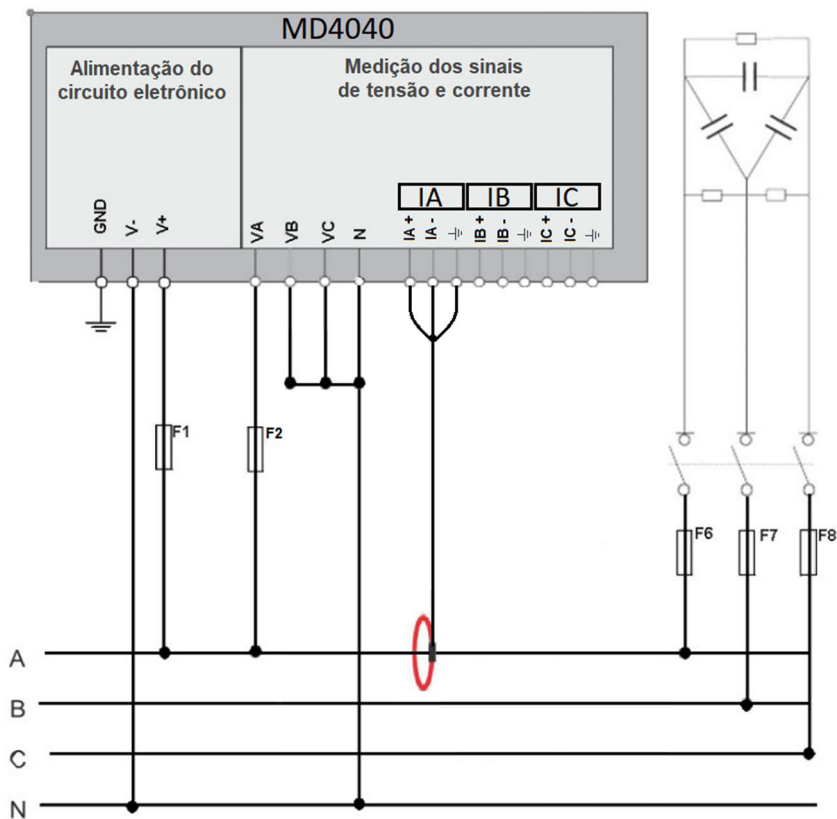 MD4040
Alimentação do
circuito eletrônico
Medição dos sinais
de tensão e corrente
IA IB IC
GND V- V+ VA VB VC N IA + IA - IB + IB - IC + IC -
F1 F2
F6 F7 F8
A
B
C
N